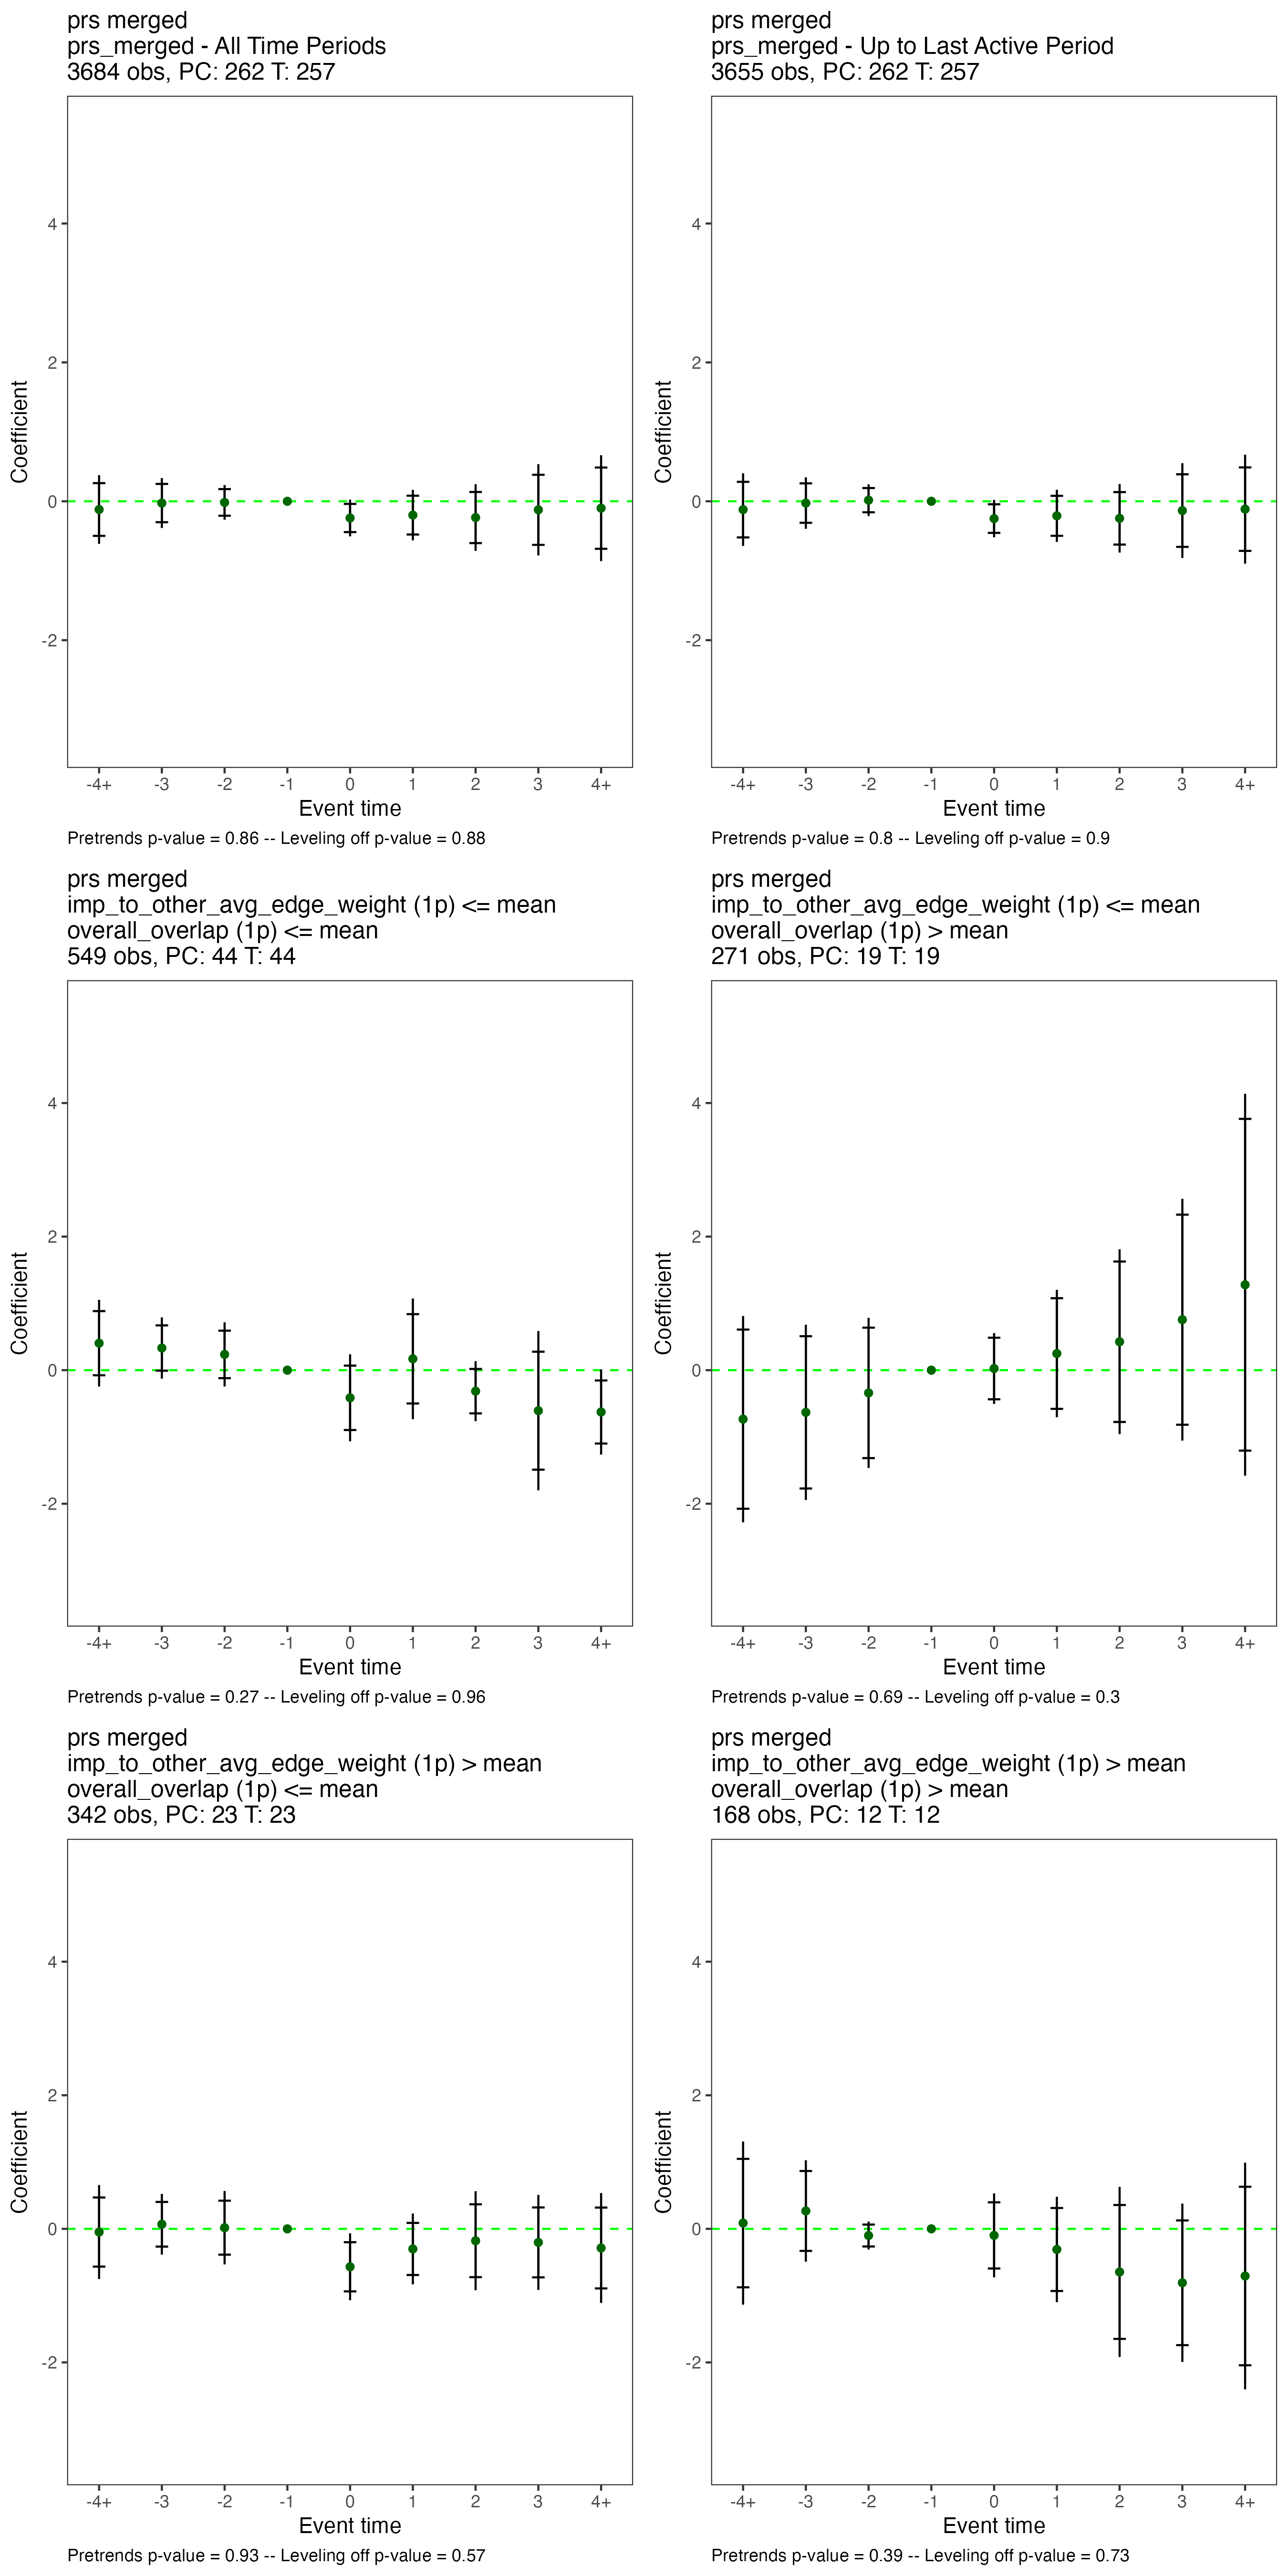 prs merged
prs_merged - All Time Periods
3684 obs, PC: 262 T: 257
Coefficient
4
2
0
-2
-4+ -3 -2 -1 0 1 2 3 4+
Event time
Pretrends p-value = 0.86 -- Leveling off p-value = 0.88
prs merged
prs_merged - Up to Last Active Period
3655 obs, PC: 262 T: 257
Coefficient
4
2
0
-2
-4+ -3 -2 -1 0 1 2 3 4+
Event time
Pretrends p-value = 0.8 -- Leveling off p-value = 0.9
prs merged
imp_to_other_avg_edge_weight (1p) <= mean
overall_overlap (1p) <= mean
549 obs, PC: 44 T: 44
Coefficient
4
2
0
-2
-4+ -3 -2 -1 0 1 2 3 4+
Event time
Pretrends p-value = 0.27 -- Leveling off p-value = 0.96
prs merged
imp_to_other_avg_edge_weight (1p) <= mean
overall_overlap (1p) > mean
271 obs, PC: 19 T: 19
Coefficient
4
2
0
-2
-4+ -3 -2 -1 0 1 2 3 4+
Event time
Pretrends p-value = 0.69 -- Leveling off p-value = 0.3
prs merged
imp_to_other_avg_edge_weight (1p) > mean
overall_overlap (1p) <= mean
342 obs, PC: 23 T: 23
Coefficient
4
2
0
-2
-4+ -3 -2 -1 0 1 2 3 4+
Event time
Pretrends p-value = 0.93 -- Leveling off p-value = 0.57
prs merged
imp_to_other_avg_edge_weight (1p) > mean
overall_overlap (1p) > mean
168 obs, PC: 12 T: 12
Coefficient
4
2
0
-2
-4+ -3 -2 -1 0 1 2 3 4+
Event time
Pretrends p-value = 0.39 -- Leveling off p-value = 0.73